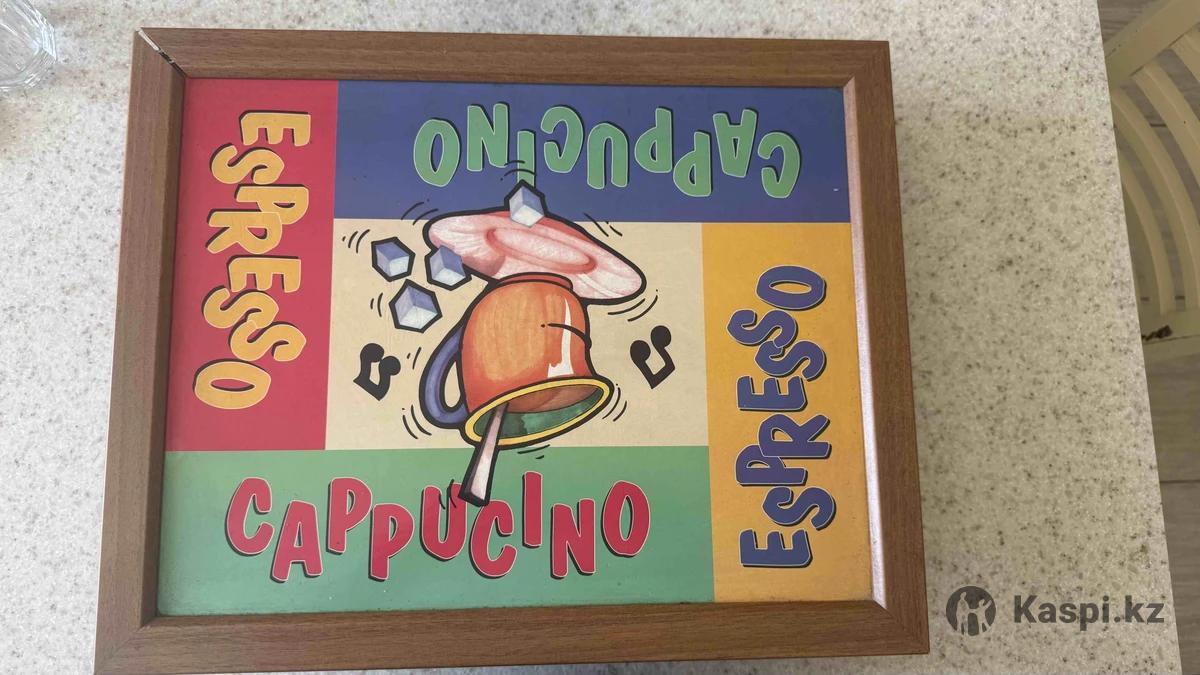 CAPPUCINO
ESPRESSO
ESPRESSO
CAPPUCINO
Kaspi.kz